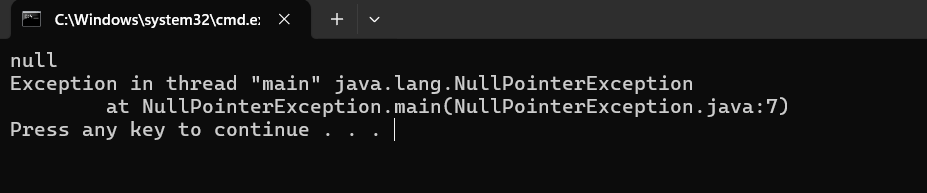 C:\Windows\system32\cmd.e
null
Exception in thread "main" java.lang.NullPointerException
at NullPointerException.main(NullPointerException.java:7)
Press any key to continue . . .